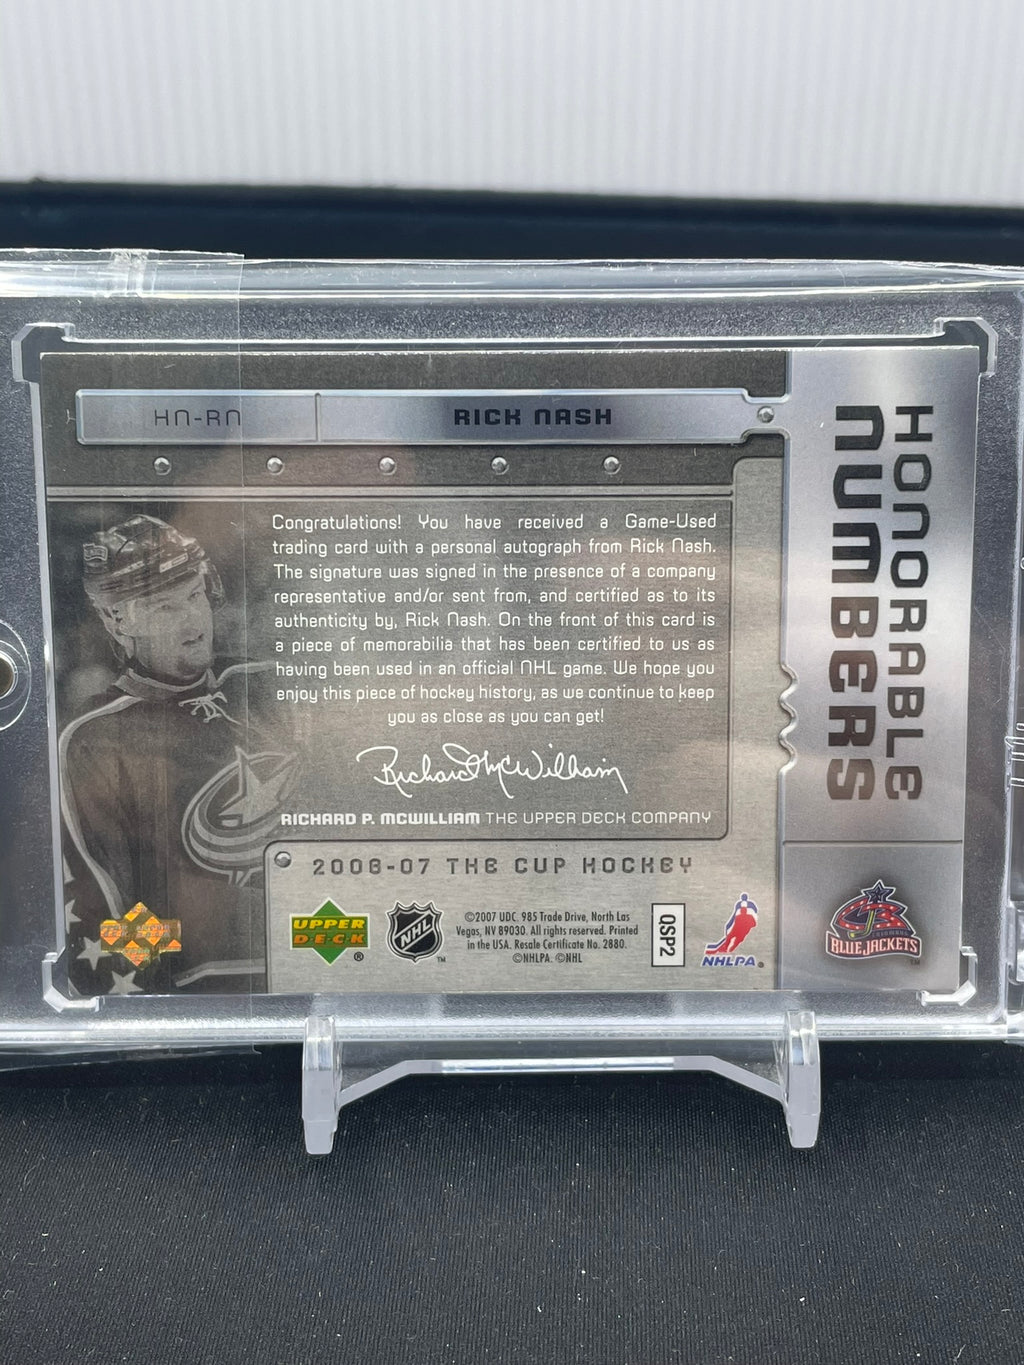 HN-RN
RICK NASH
Congratulations! You have received a Game-Used
trading card with a personal autograph from Rick Nash.
The signature was signed in the presence of a company
representative and/or sent from, and certified as to its
authenticity by, Rick Nash. On the front of this card is
a piece of memorabilia that has been certified to us as
having been used in an official NHL game. We hope you
enjoy this piece of hockey history, as we continue to keep
you as close as you can get!
Richard McWilliam
RICHARD P. MCWILLIAM THE UPPER DECK COMPANY
2006-07 THE CUP HOCKEY
UPPER
DECK
®
NHL
™
©2007 UDC. 985 Trade Drive, North Las
Vegas, NV 89030. All rights reserved. Printed
in the USA. Resale Certificate No. 2880.
©NHLPA. ©NHL
QSP2
NHLPA.
HONORABLE
NUMBERS
BLUE JACKETS